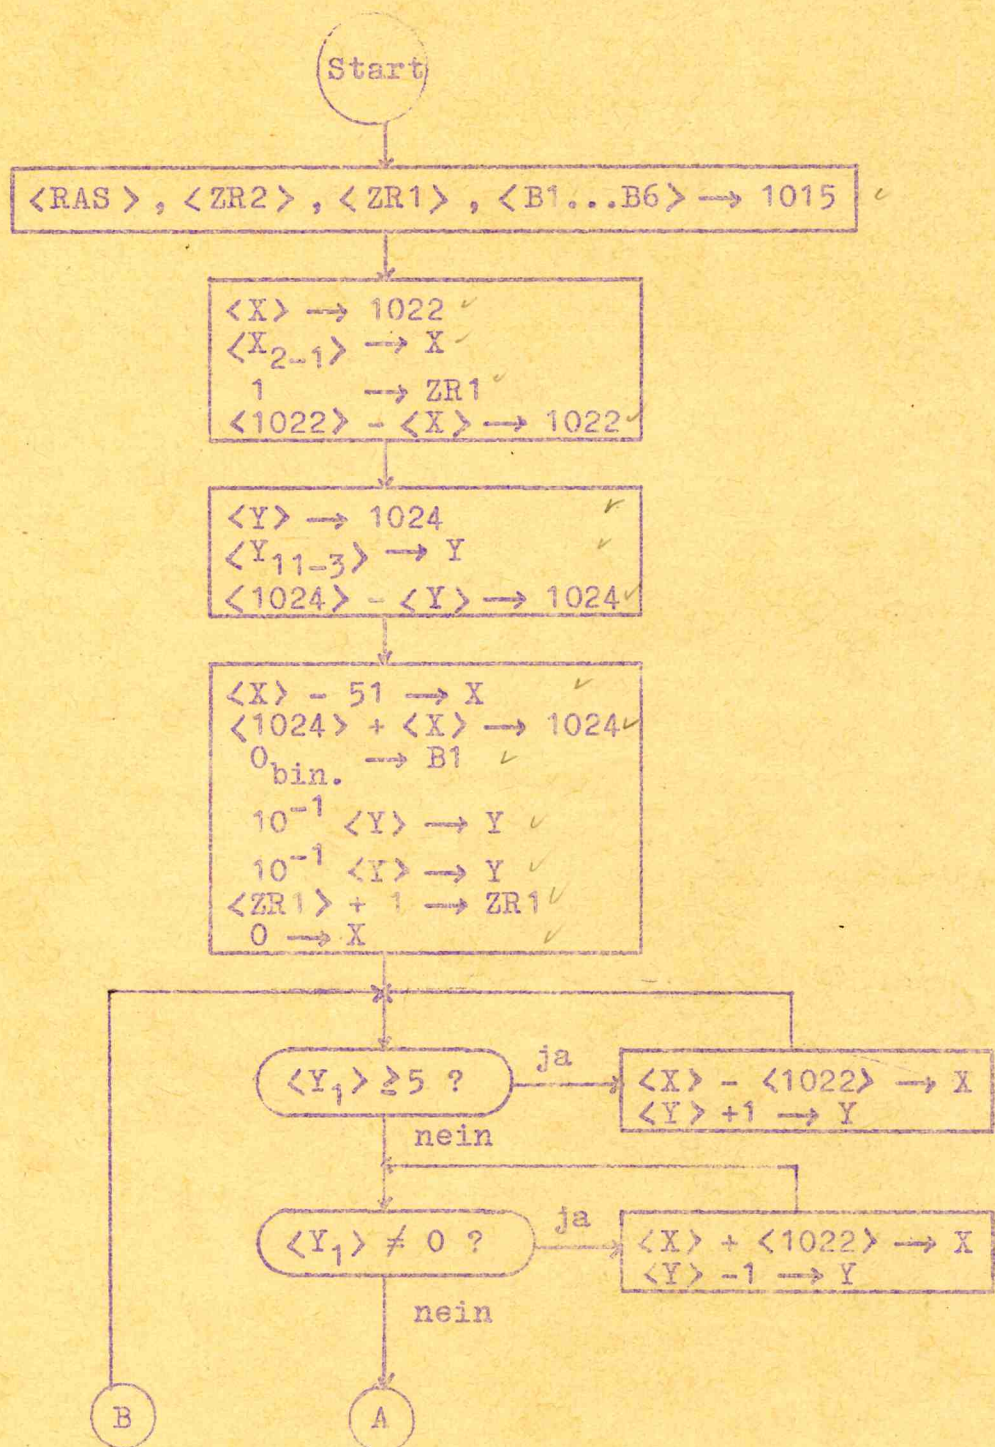 Start
<RAS>, <ZR2>, <ZR1>, <B1...B6> → 1015 ✓
<X> → 1022 ✓
<X₂₋₁> → X ✓
1 → ZR1 ✓
<1022> - <X> → 1022 ✓
<Y> → 1024 ✓
<Y₁₁₋₃> → Y ✓
<1024> - <Y> → 1024 ✓
<X> - 51 → X ✓
<1024> + <X> → 1024 ✓
0bin. → B1 ✓
10⁻¹ <Y> → Y ✓
10⁻¹ <Y> → Y ✓
<ZR1> + 1 → ZR1 ✓
0 → X ✓
<Y₁> ≥ 5 ?
ja
<X> - <1022> → X
<Y> +1 → Y
nein
<Y₁> ≠ 0 ?
ja
<X> + <1022> → X
<Y> -1 → Y
nein
B
A